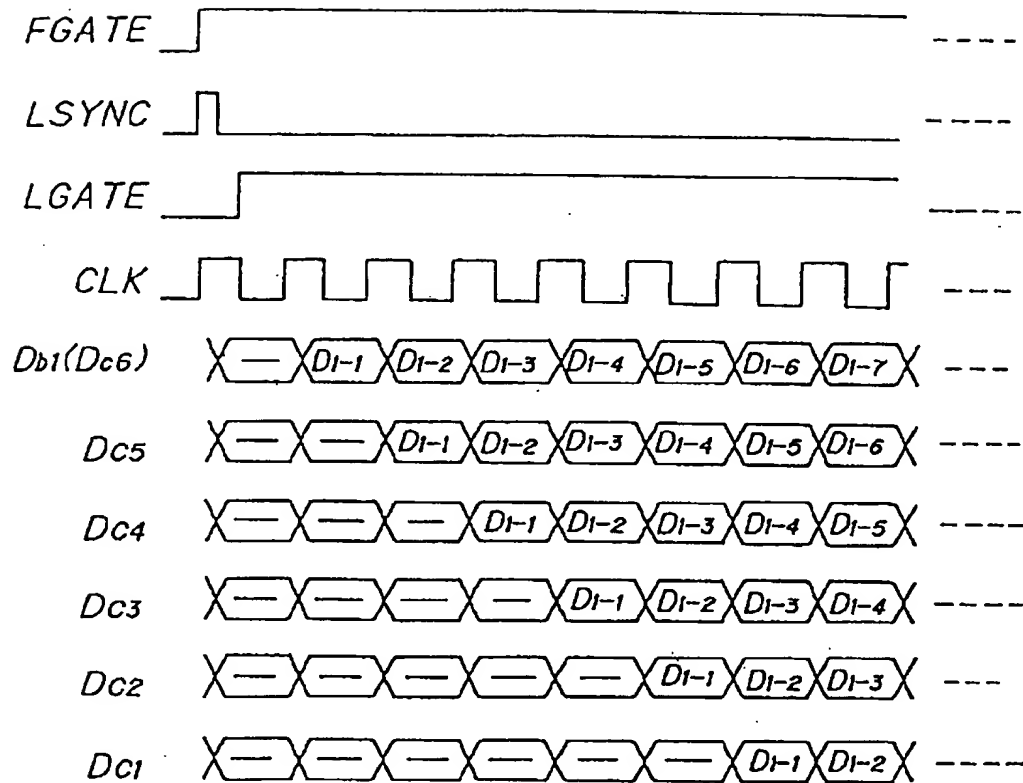 FGATE
LSYNC
LGATE
CLK
Db1(Dc6) — D1-1 D1-2 D1-3 D1-4 D1-5 D1-6 D1-7
Dc5 — — D1-1 D1-2 D1-3 D1-4 D1-5 D1-6
Dc4 — — — D1-1 D1-2 D1-3 D1-4 D1-5
Dc3 — — — — D1-1 D1-2 D1-3 D1-4
Dc2 — — — — — D1-1 D1-2 D1-3
Dc1 — — — — — — D1-1 D1-2